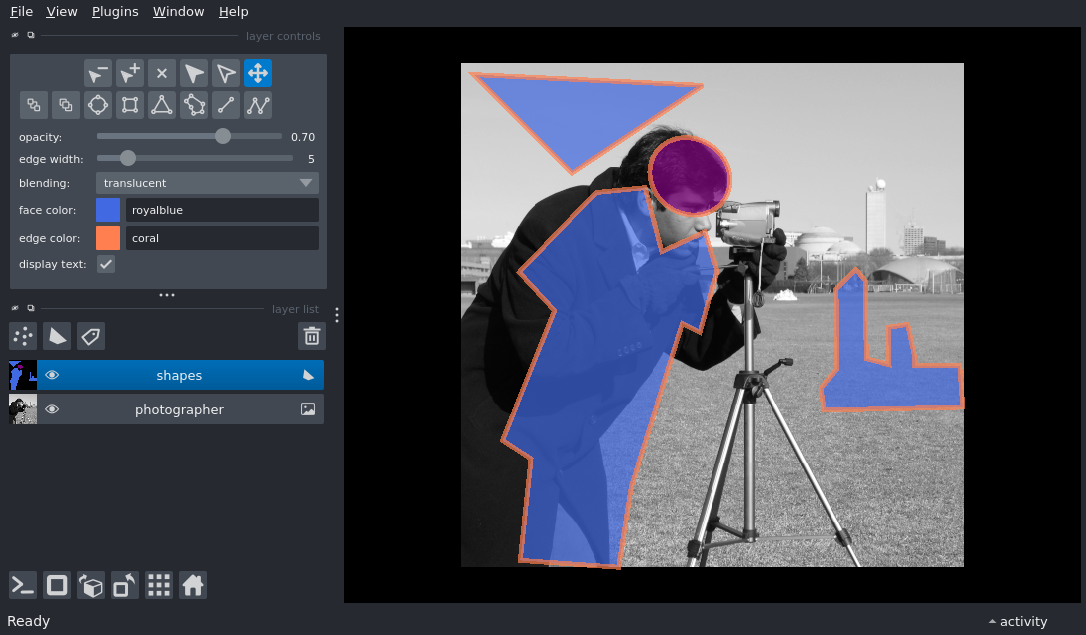 File View Plugins Window Help
layer controls
opacity: 0.70
edge width: 5
blending: translucent
face color: royalblue
edge color: coral
display text:
layer list
shapes
photographer
Ready
activity